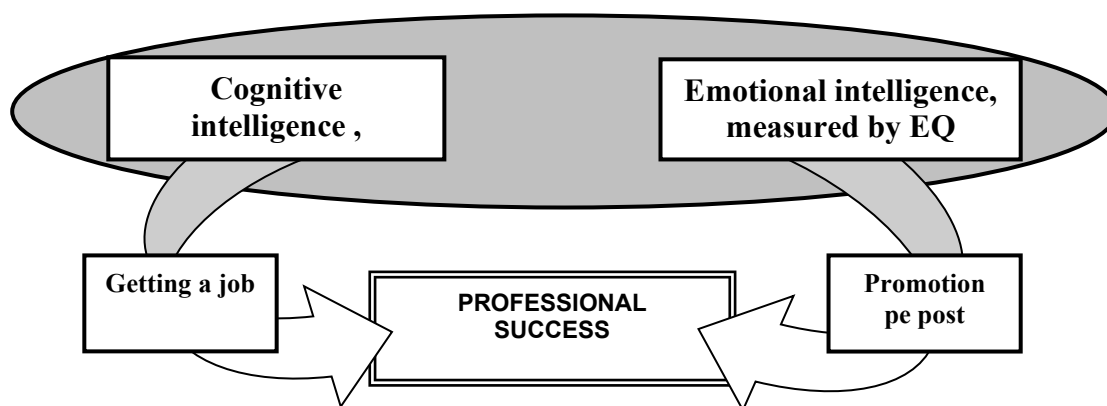 Cognitive
intelligence ,
Emotional intelligence,
measured by EQ
Getting a job
PROFESSIONAL
SUCCESS
Promotion
pe post